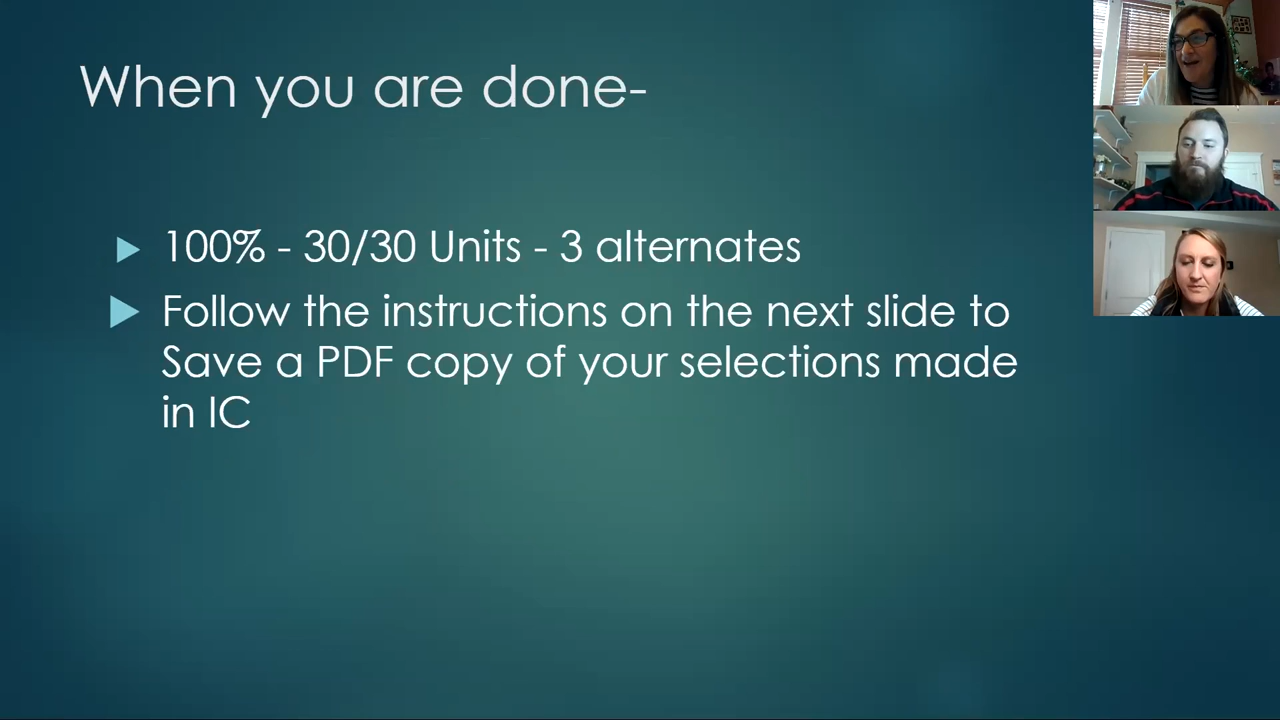 When you are done-
100% - 30/30 Units - 3 alternates
Follow the instructions on the next slide to
Save a PDF copy of your selections made
in IC